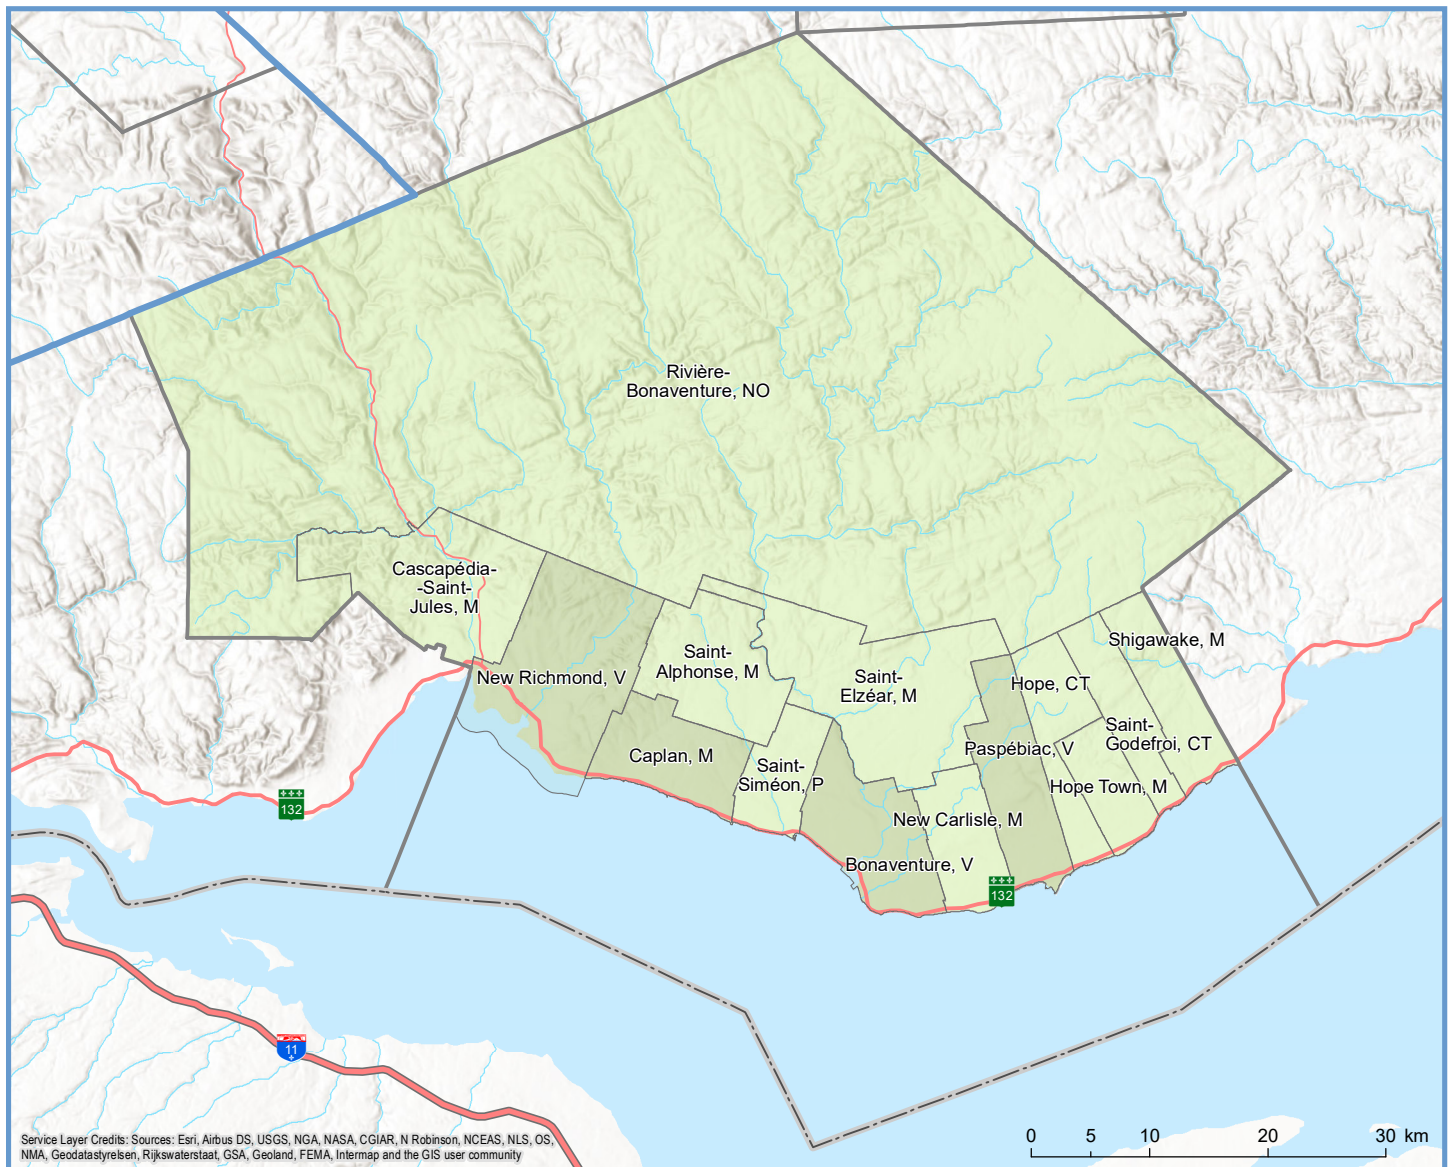 Rivière-
Bonaventure, NO
Cascapédia-
-Saint-
Jules, M
Shigawake, M
New Richmond, V
Saint-
Alphonse, M
Saint-
Elzéar, M
Hope, CT
Saint-
Godefroi, CT
Paspébiac, V
Caplan, M
Saint-
Siméon, P
Hope Town, M
New Carlisle, M
Bonaventure, V
132
132
11
Service Layer Credits: Sources: Esri, Airbus DS, USGS, NGA, NASA, CGIAR, N Robinson, NCEAS, NLS, OS,
NMA, Geodatastyrelsen, Rijkswaterstaat, GSA, Geoland, FEMA, Intermap and the GIS user community
0 5 10 20 30 km